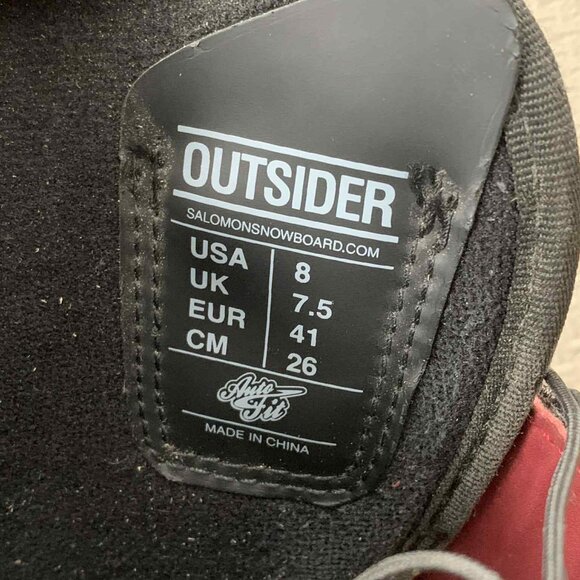 OUTSIDER
SALOMONSNOWBOARD.COM
USA 8
UK 7.5
EUR 41
CM 26
Auto
Fit
MADE IN CHINA